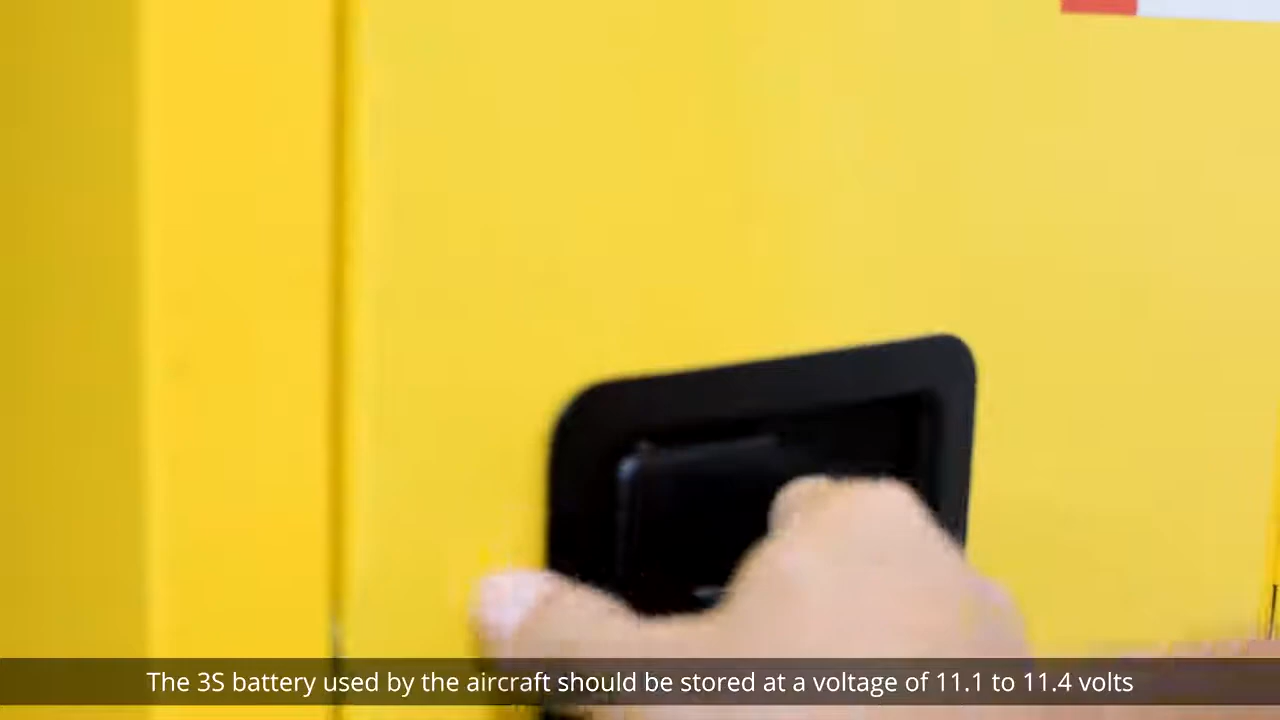 The 3S battery used by the aircraft should be stored at a voltage of 11.1 to 11.4 volts